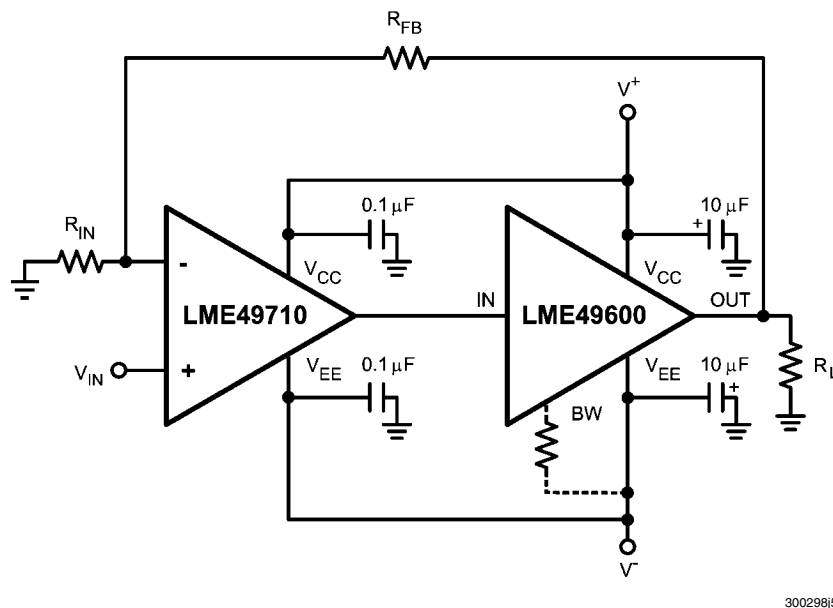 R_FB
V+
0.1 μF
10 μF
+
R_IN
V_CC
V_CC
-
IN
OUT
LME49710
LME49600
V_IN
+
V_EE
0.1 μF
V_EE
10 μF
+
R_L
BW
V-